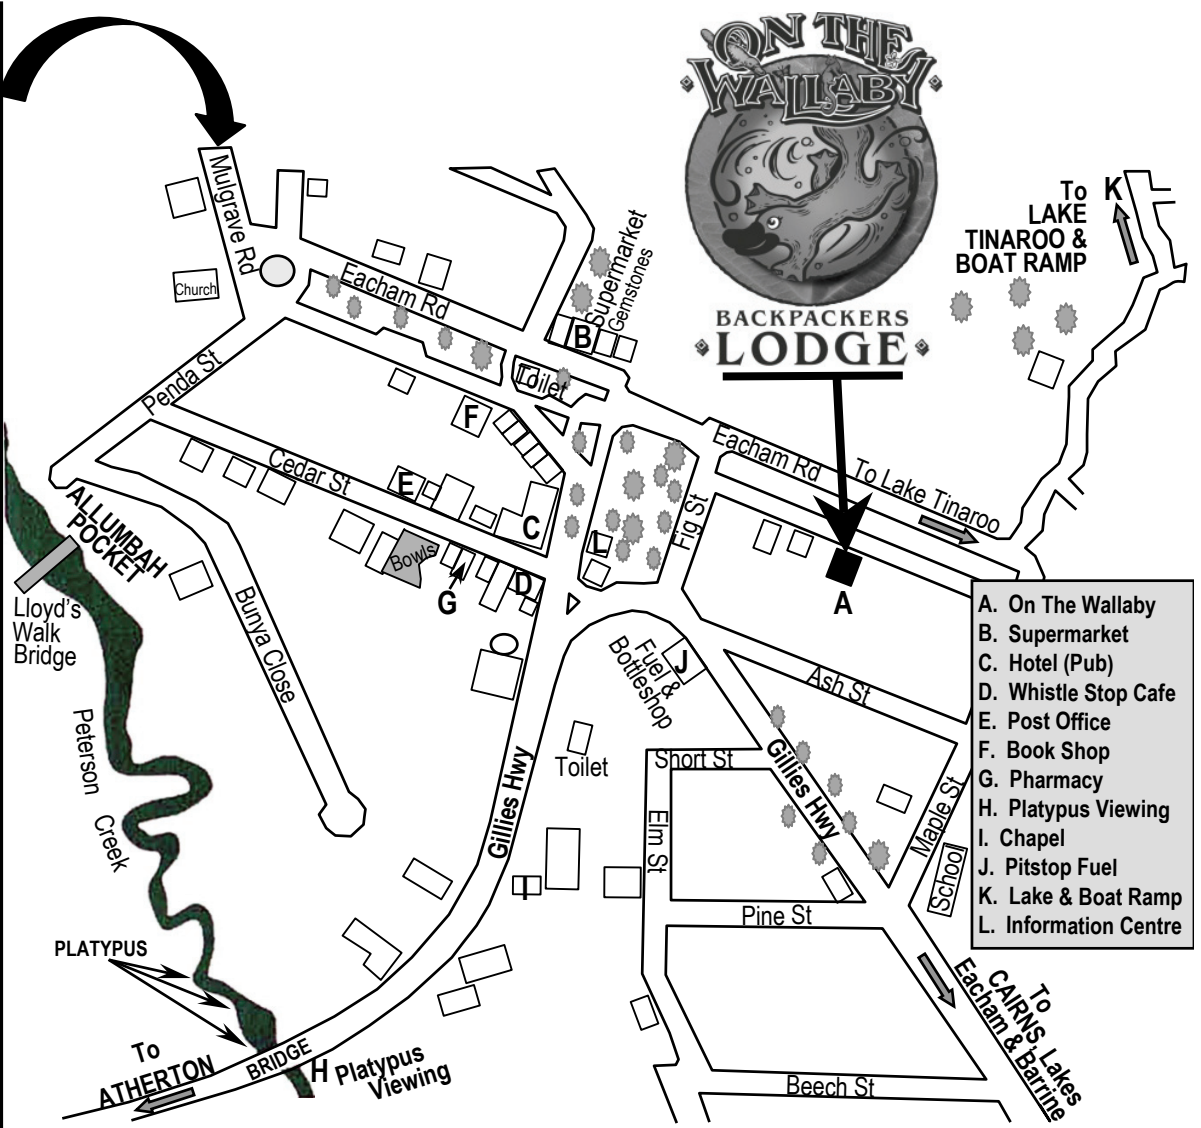 ON THE
WALLABY
BACKPACKERS
LODGE
Mulgrave Rd
Church
Eacham Rd
Supermarket
Gemstones
B
Toilet
To K
LAKE
TINAROO &
BOAT RAMP
Penda St
F
Cedar St
E
C
Bowls
G
D
L
Fig St
Eacham Rd
To Lake Tinaroo
A
ALLUMBAH
POCKET
Lloyd's
Walk
Bridge
Bunya Close
Peterson
Creek
Fuel &
Bottleshop
J
Ash St
Toilet
Short St
Gillies Hwy
Gillies Hwy
Elm St
Maple St
School
I
Pine St
PLATYPUS
To
ATHERTON
BRIDGE
H Platypus
Viewing
Beech St
To
CAIRNS, Lakes
Eacham & Barrine
A. On The Wallaby
B. Supermarket
C. Hotel (Pub)
D. Whistle Stop Cafe
E. Post Office
F. Book Shop
G. Pharmacy
H. Platypus Viewing
I. Chapel
J. Pitstop Fuel
K. Lake & Boat Ramp
L. Information Centre